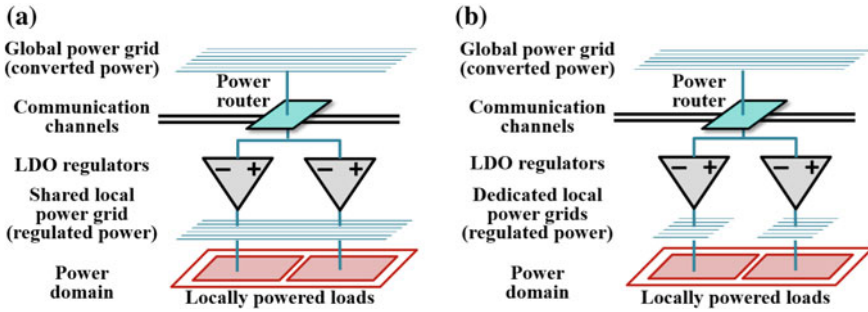 (a)
Global power grid
(converted power)
Power
router
Communication
channels
LDO regulators
− +
− +
Shared local
power grid
(regulated power)
Power
domain
Locally powered loads
(b)
Global power grid
(converted power)
Power
router
Communication
channels
LDO regulators
− +
− +
Dedicated local
power grids
(regulated power)
Power
domain
Locally powered loads